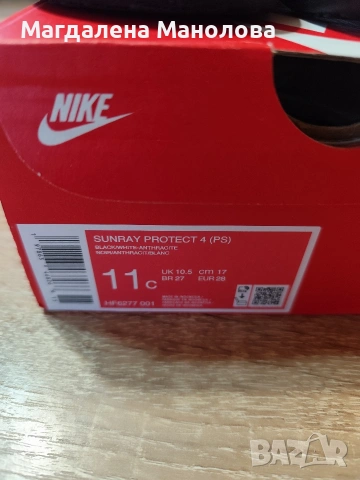 Магдалена Манолова
NIKE
SUNRAY PROTECT 4 (PS)
BLACK/WHITE/ANTHRACITE
NOIR/ANTHRACITE/BLANC
11C
UK 10.5 cm 17
BR 27 EUR 28
HF6277 001
BAZAR